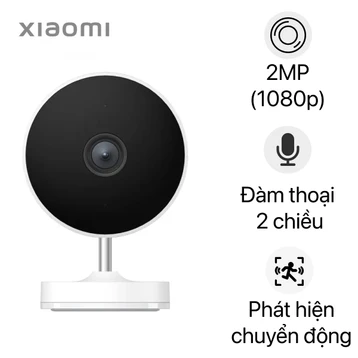 xiaomi
2MP
(1080p)
Đàm thoại
2 chiều
Phát hiện
chuyển động